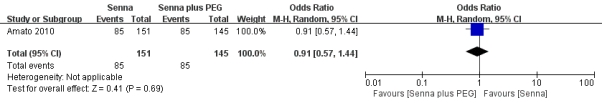 Senna Senna plus PEG Odds Ratio Odds Ratio
Study or Subgroup Events Total Events Total Weight M-H, Random, 95% CI M-H, Random, 95% CI
Amato 2010 85 151 85 145 100.0% 0.91 [0.57, 1.44]
Total (95% CI) 151 145 100.0% 0.91 [0.57, 1.44]
Total events 85 85
Heterogeneity: Not applicable
Test for overall effect: Z = 0.41 (P = 0.69)
0.01 0.1 1 10 100
Favours [Senna plus PEG] Favours [Senna]